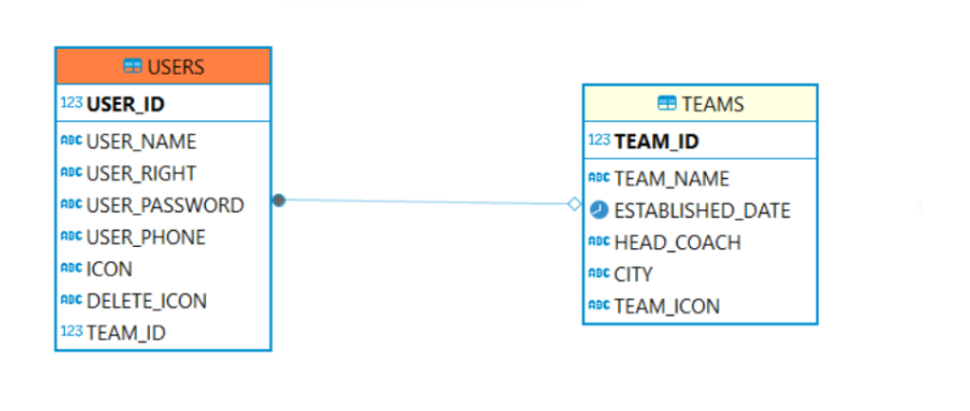 USERS
123 USER_ID
ABC USER_NAME
ABC USER_RIGHT
ABC USER_PASSWORD
ABC USER_PHONE
ABC ICON
ABC DELETE_ICON
123 TEAM_ID
TEAMS
123 TEAM_ID
ABC TEAM_NAME
ESTABLISHED_DATE
ABC HEAD_COACH
ABC CITY
ABC TEAM_ICON